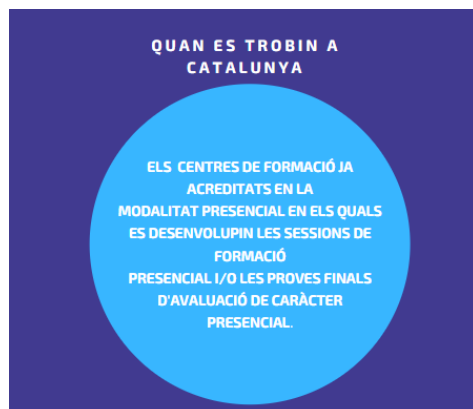 QUAN ES TROBIN A
CATALUNYA
ELS CENTRES DE FORMACIÓ JA
ACREDITATS EN LA
MODALITAT PRESENCIAL EN ELS QUALS
ES DESENVOLUPIN LES SESSIONS DE
FORMACIÓ
PRESENCIAL I/O LES PROVES FINALS
D'AVALUACIÓ DE CARÀCTER
PRESENCIAL.